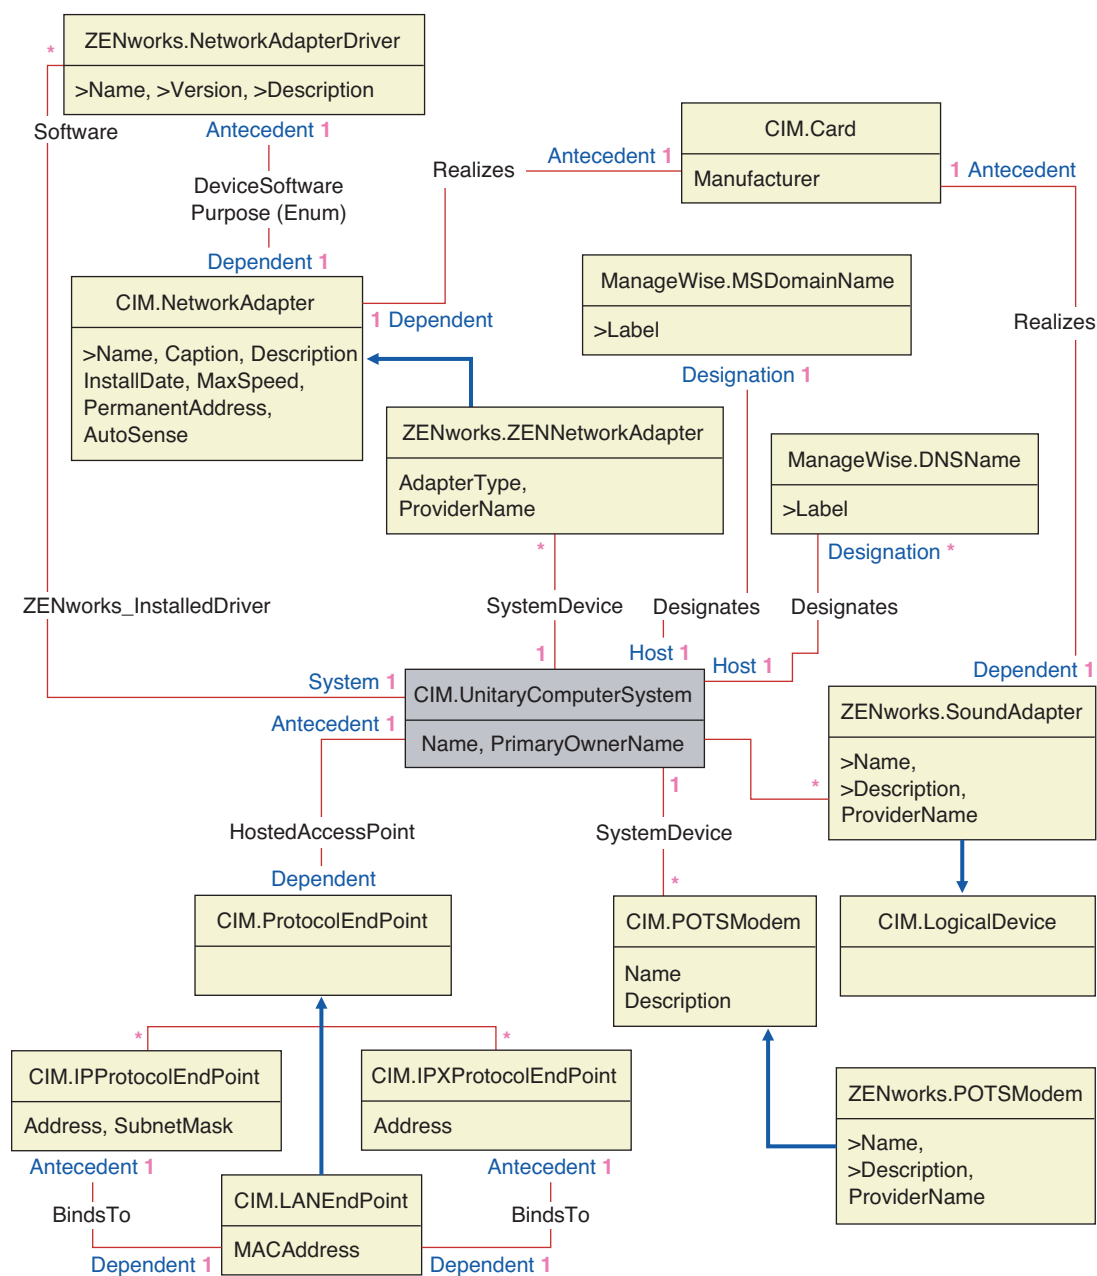 ZENworks.NetworkAdapterDriver
*
>Name, >Version, >Description
Software
Antecedent 1
DeviceSoftware
Purpose (Enum)
Dependent 1
Realizes
Antecedent 1
CIM.Card
Manufacturer
1 Antecedent
CIM.NetworkAdapter
>Name, Caption, Description
InstallDate, MaxSpeed,
PermanentAddress,
AutoSense
1 Dependent
ManageWise.MSDomainName
>Label
Designation 1
Realizes
ZENworks.ZENNetworkAdapter
AdapterType,
ProviderName
*
ManageWise.DNSName
>Label
Designation *
ZENworks_InstalledDriver
SystemDevice
Designates
Designates
1
Host 1
Host 1
Dependent 1
System 1
CIM.UnitaryComputerSystem
Name, PrimaryOwnerName
Antecedent 1
1
*
ZENworks.SoundAdapter
>Name,
>Description,
ProviderName
HostedAccessPoint
SystemDevice
Dependent
*
CIM.ProtocolEndPoint
CIM.POTSModem
Name
Description
CIM.LogicalDevice
*
*
CIM.IPProtocolEndPoint
Address, SubnetMask
CIM.IPXProtocolEndPoint
Address
ZENworks.POTSModem
>Name,
>Description,
ProviderName
Antecedent 1
Antecedent 1
BindsTo
CIM.LANEndPoint
MACAddress
BindsTo
Dependent 1
Dependent 1